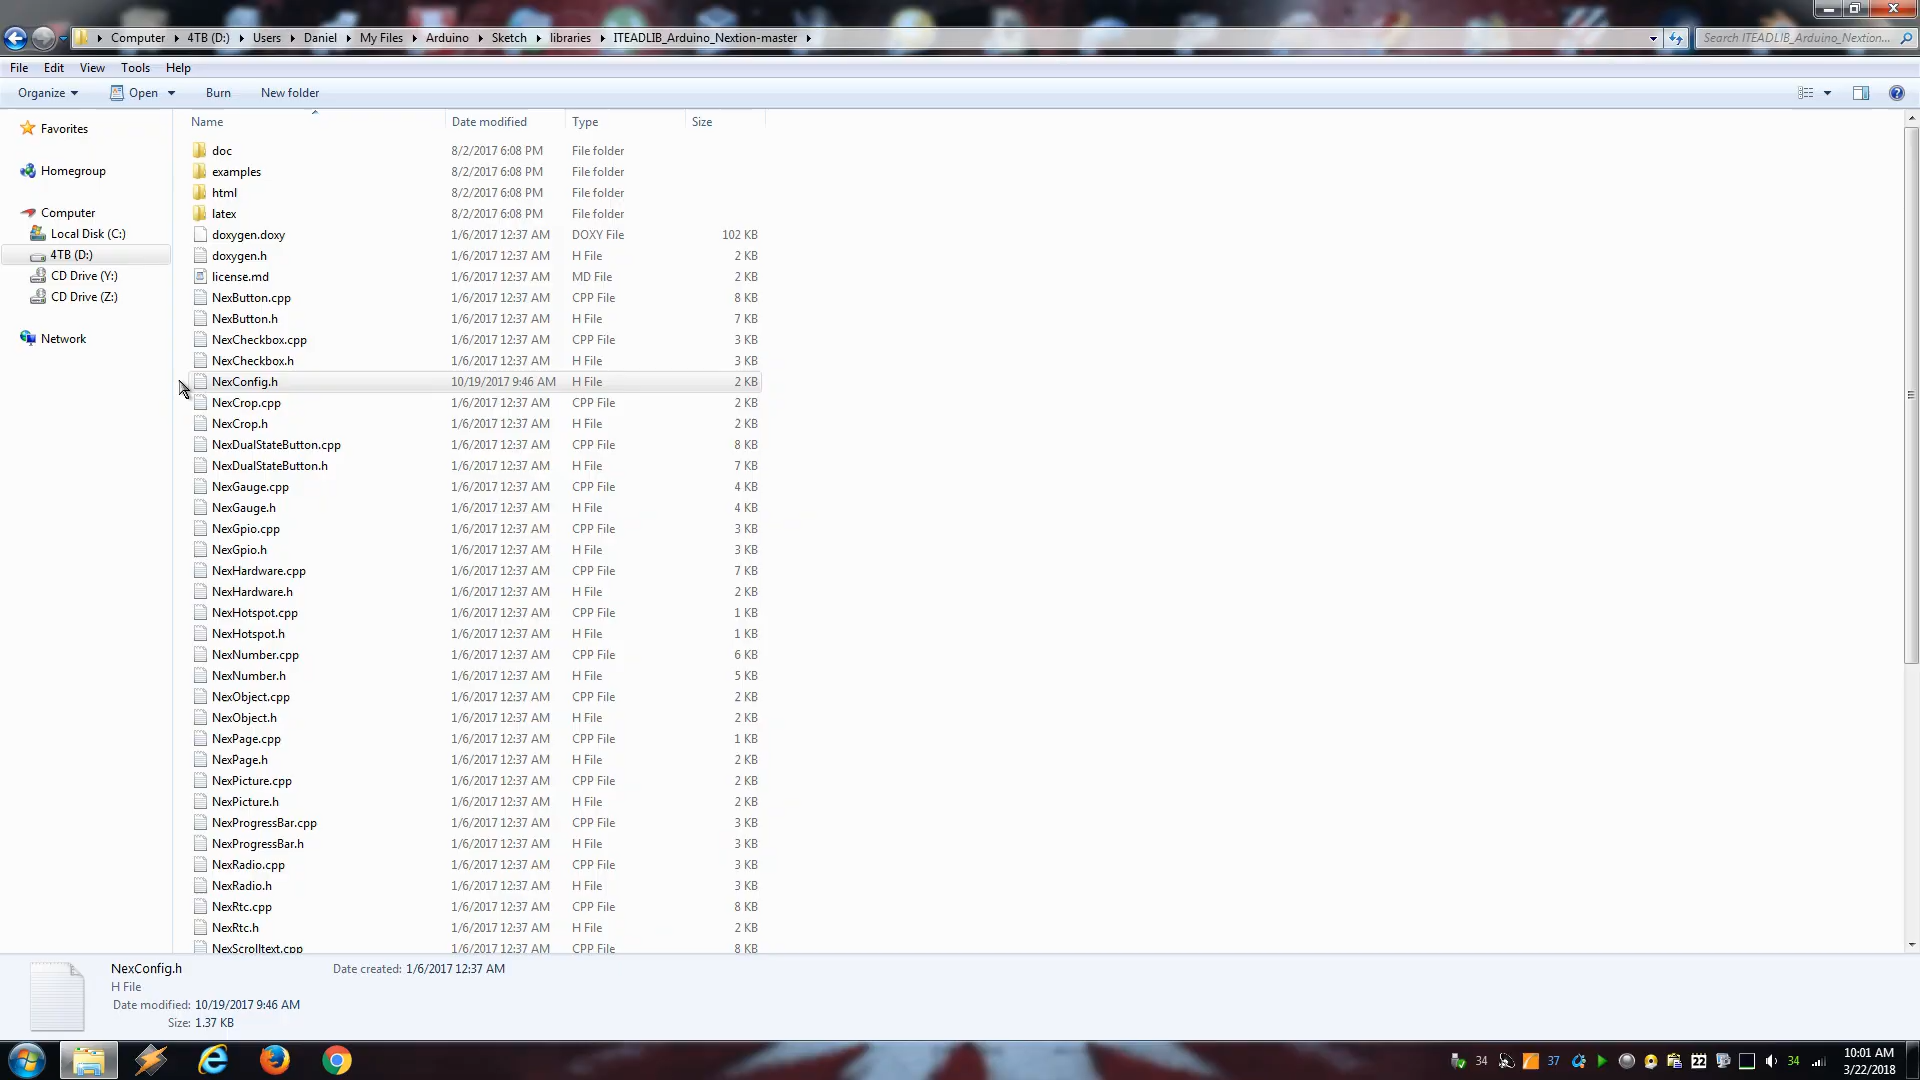 Computer 4TB (D:) Users Daniel My Files Arduino Sketch libraries ITEADLIB_Arduino_Nextion-master Search ITEADLIB_Arduino_Nextion...
File Edit View Tools Help
Organize Open Burn New folder
Favorites
Homegroup
Computer
Local Disk (C:)
4TB (D:)
CD Drive (Y:)
CD Drive (Z:)
Network
Name Date modified Type Size
doc 8/2/2017 6:08 PM File folder
examples 8/2/2017 6:08 PM File folder
html 8/2/2017 6:08 PM File folder
latex 8/2/2017 6:08 PM File folder
doxygen.doxy 1/6/2017 12:37 AM DOXY File 102 KB
doxygen.h 1/6/2017 12:37 AM H File 2 KB
license.md 1/6/2017 12:37 AM MD File 2 KB
NexButton.cpp 1/6/2017 12:37 AM CPP File 8 KB
NexButton.h 1/6/2017 12:37 AM H File 7 KB
NexCheckbox.cpp 1/6/2017 12:37 AM CPP File 3 KB
NexCheckbox.h 1/6/2017 12:37 AM H File 3 KB
NexConfig.h 10/19/2017 9:46 AM H File 2 KB
NexCrop.cpp 1/6/2017 12:37 AM CPP File 2 KB
NexCrop.h 1/6/2017 12:37 AM H File 2 KB
NexDualStateButton.cpp 1/6/2017 12:37 AM CPP File 8 KB
NexDualStateButton.h 1/6/2017 12:37 AM H File 7 KB
NexGauge.cpp 1/6/2017 12:37 AM CPP File 4 KB
NexGauge.h 1/6/2017 12:37 AM H File 4 KB
NexGpio.cpp 1/6/2017 12:37 AM CPP File 3 KB
NexGpio.h 1/6/2017 12:37 AM H File 3 KB
NexHardware.cpp 1/6/2017 12:37 AM CPP File 7 KB
NexHardware.h 1/6/2017 12:37 AM H File 2 KB
NexHotspot.cpp 1/6/2017 12:37 AM CPP File 1 KB
NexHotspot.h 1/6/2017 12:37 AM H File 1 KB
NexNumber.cpp 1/6/2017 12:37 AM CPP File 6 KB
NexNumber.h 1/6/2017 12:37 AM H File 5 KB
NexObject.cpp 1/6/2017 12:37 AM CPP File 2 KB
NexObject.h 1/6/2017 12:37 AM H File 2 KB
NexPage.cpp 1/6/2017 12:37 AM CPP File 1 KB
NexPage.h 1/6/2017 12:37 AM H File 2 KB
NexPicture.cpp 1/6/2017 12:37 AM CPP File 2 KB
NexPicture.h 1/6/2017 12:37 AM H File 2 KB
NexProgressBar.cpp 1/6/2017 12:37 AM CPP File 3 KB
NexProgressBar.h 1/6/2017 12:37 AM H File 3 KB
NexRadio.cpp 1/6/2017 12:37 AM CPP File 3 KB
NexRadio.h 1/6/2017 12:37 AM H File 3 KB
NexRtc.cpp 1/6/2017 12:37 AM CPP File 8 KB
NexRtc.h 1/6/2017 12:37 AM H File 2 KB
NexScrolltext.cpp 1/6/2017 12:37 AM CPP File 8 KB
NexConfig.h Date created: 1/6/2017 12:37 AM
H File
Date modified: 10/19/2017 9:46 AM
Size: 1.37 KB
34 37 22 34 10:01 AM
3/22/2018